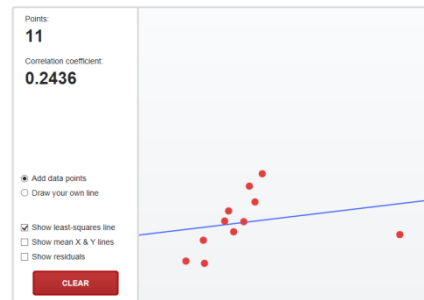 Points:
11
Correlation coefficient:
0.2436
Add data points
Draw your own line
Show least-squares line
Show mean X & Y lines
Show residuals
CLEAR